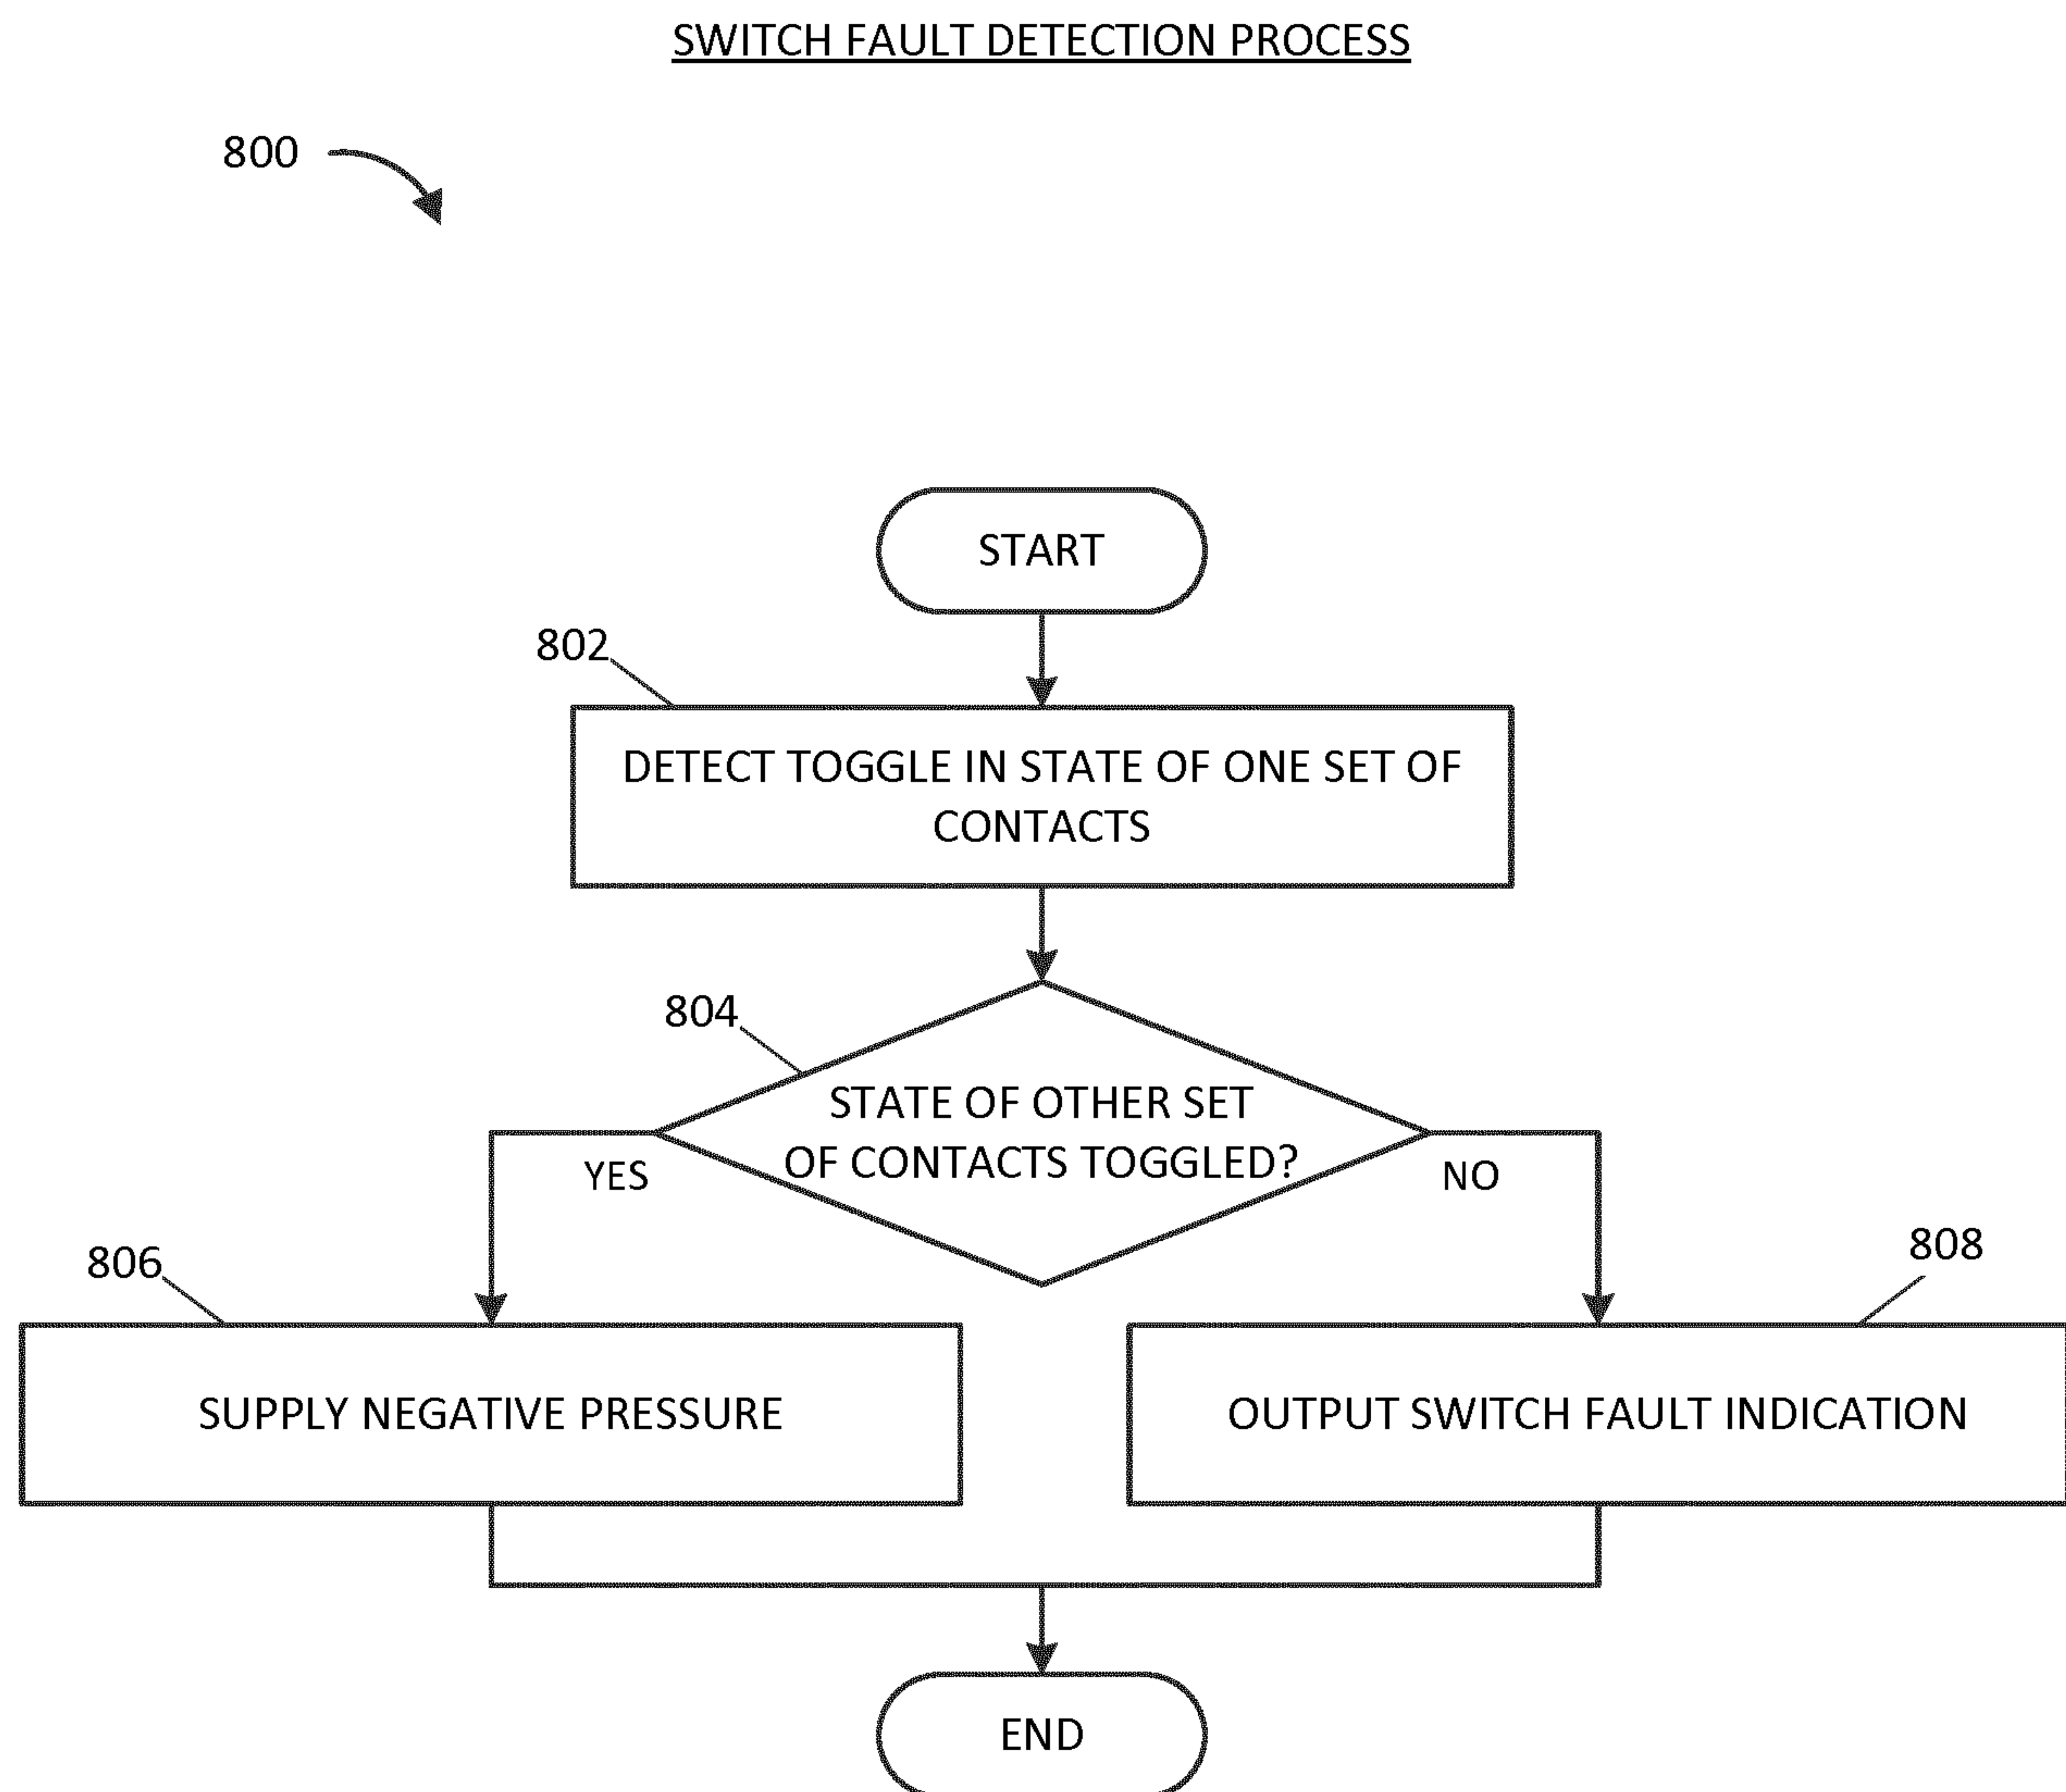 SWITCH FAULT DETECTION PROCESS
800
START
802
DETECT TOGGLE IN STATE OF ONE SET OF
CONTACTS
804
STATE OF OTHER SET
OF CONTACTS TOGGLED?
YES
NO
806
808
SUPPLY NEGATIVE PRESSURE
OUTPUT SWITCH FAULT INDICATION
END